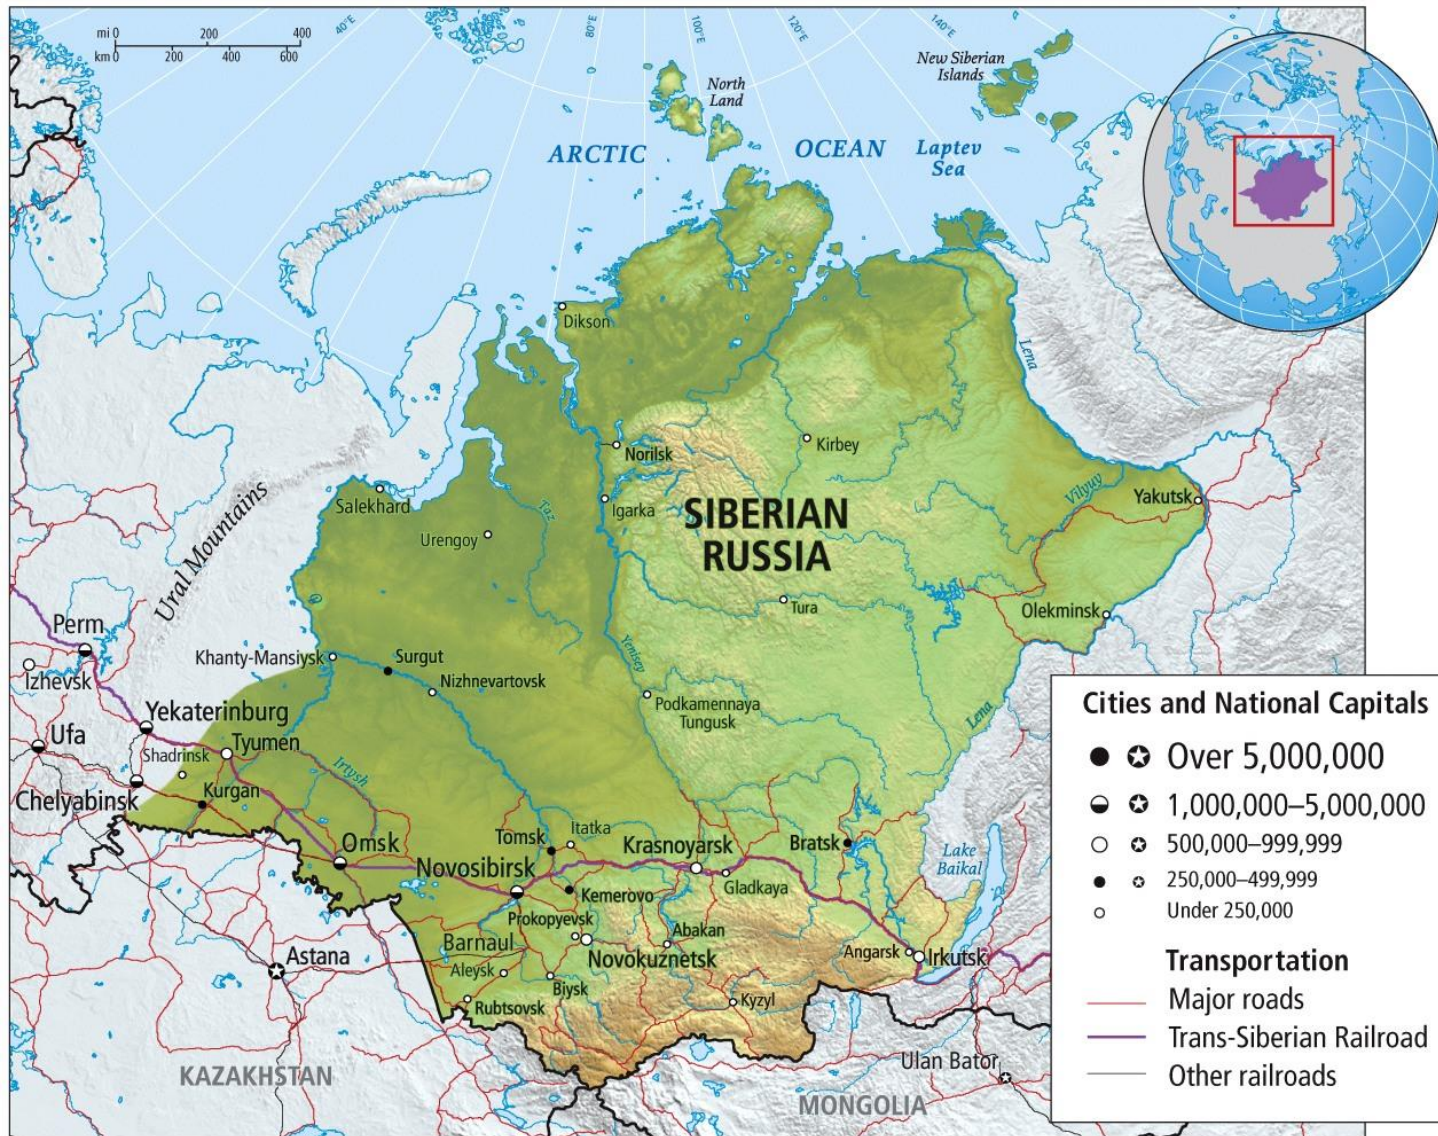 mi 0 200 400
km 0 200 400 600
40°E
80°E
100°E
120°E
140°E
New Siberian
Islands
North
Land
ARCTIC OCEAN
Laptev
Sea
Dikson
Lena
Norilsk
Kirbey
Salekhard
Igarka
SIBERIAN
RUSSIA
Taz
Vilyuy
Yakutsk
Urengoy
Ural Mountains
Tura
Olekminsk
Perm
Izhevsk
Khanty-Mansiysk
Surgut
Nizhnevartovsk
Yenisey
Podkamennaya
Tungusk
Lena
Yekaterinburg
Ufa
Shadrinsk
Tyumen
Irtysh
Chelyabinsk
Kurgan
Omsk
Tomsk
Itatka
Krasnoyarsk
Bratsk
Lake
Baikal
Novosibirsk
Kemerovo
Gladkaya
Prokopyevsk
Abakan
Barnaul
Novokuznetsk
Angarsk
Irkutsk
Astana
Aleysk
Biysk
Rubtsovsk
Kyzyl
Ulan Bator
KAZAKHSTAN
MONGOLIA
Cities and National Capitals
Over 5,000,000
1,000,000–5,000,000
500,000–999,999
250,000–499,999
Under 250,000
Transportation
Major roads
Trans-Siberian Railroad
Other railroads